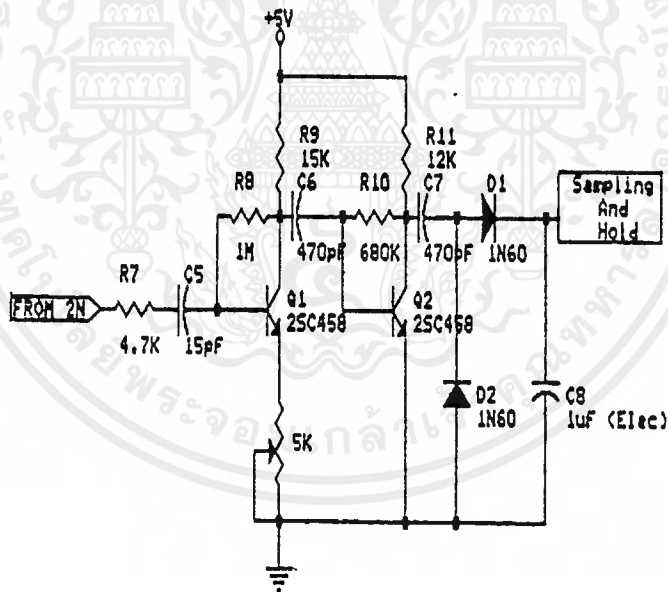 +5V
R9
15K
R11
12K
R8
1M
C6
470pF
R10
680K
C7
470pF
D1
1N60
Sampling
And
Hold
FROM 2N
R7
4.7K
C5
15pF
Q1
2SC458
Q2
2SC458
5K
D2
1N60
C8
1uF (Elec)